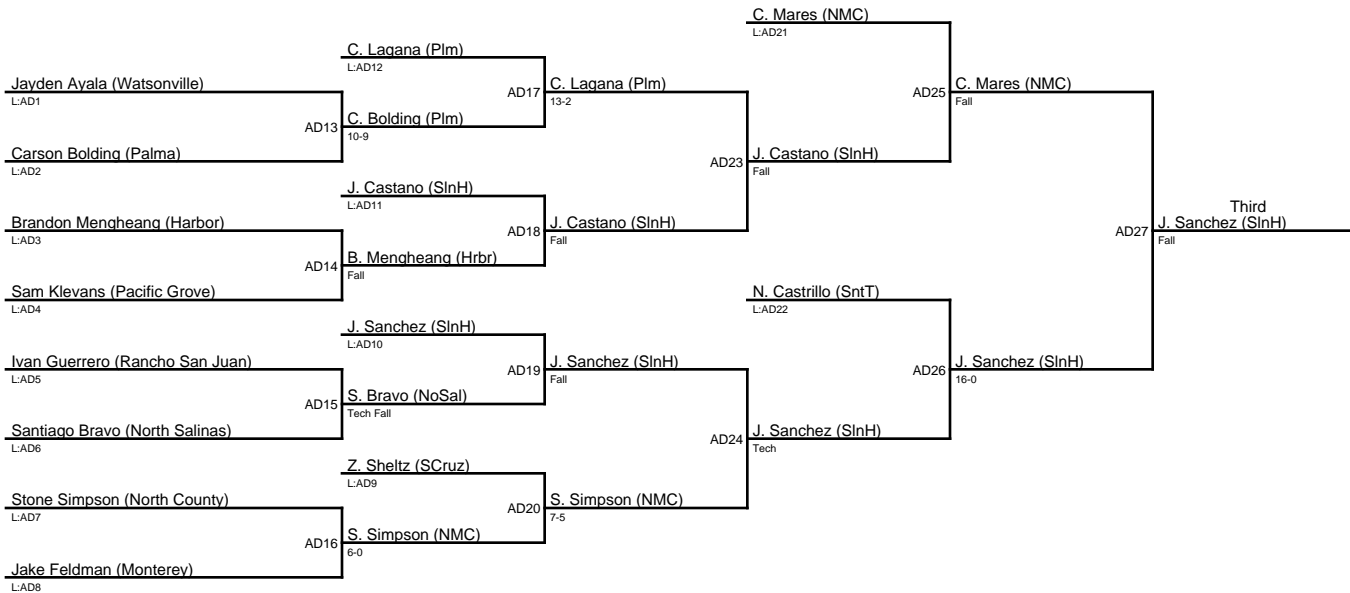 C. Mares (NMC)
L:AD21
C. Lagana (Plm)
L:AD12
Jayden Ayala (Watsonville)
L:AD1
AD17
C. Lagana (Plm)
13-2
AD25
C. Mares (NMC)
Fall
AD13
C. Bolding (Plm)
10-9
Carson Bolding (Palma)
L:AD2
AD23
J. Castano (SlnH)
Fall
J. Castano (SlnH)
L:AD11
Third
Brandon Mengheang (Harbor)
L:AD3
AD18
J. Castano (SlnH)
Fall
AD27
J. Sanchez (SlnH)
Fall
AD14
B. Mengheang (Hrbr)
Fall
Sam Klevans (Pacific Grove)
L:AD4
N. Castrillo (SntT)
L:AD22
J. Sanchez (SlnH)
L:AD10
Ivan Guerrero (Rancho San Juan)
L:AD5
AD19
J. Sanchez (SlnH)
Fall
AD26
J. Sanchez (SlnH)
16-0
AD15
S. Bravo (NoSal)
Tech Fall
Santiago Bravo (North Salinas)
L:AD6
AD24
J. Sanchez (SlnH)
Tech
Z. Sheltz (SCruz)
L:AD9
Stone Simpson (North County)
L:AD7
AD20
S. Simpson (NMC)
7-5
AD16
S. Simpson (NMC)
6-0
Jake Feldman (Monterey)
L:AD8